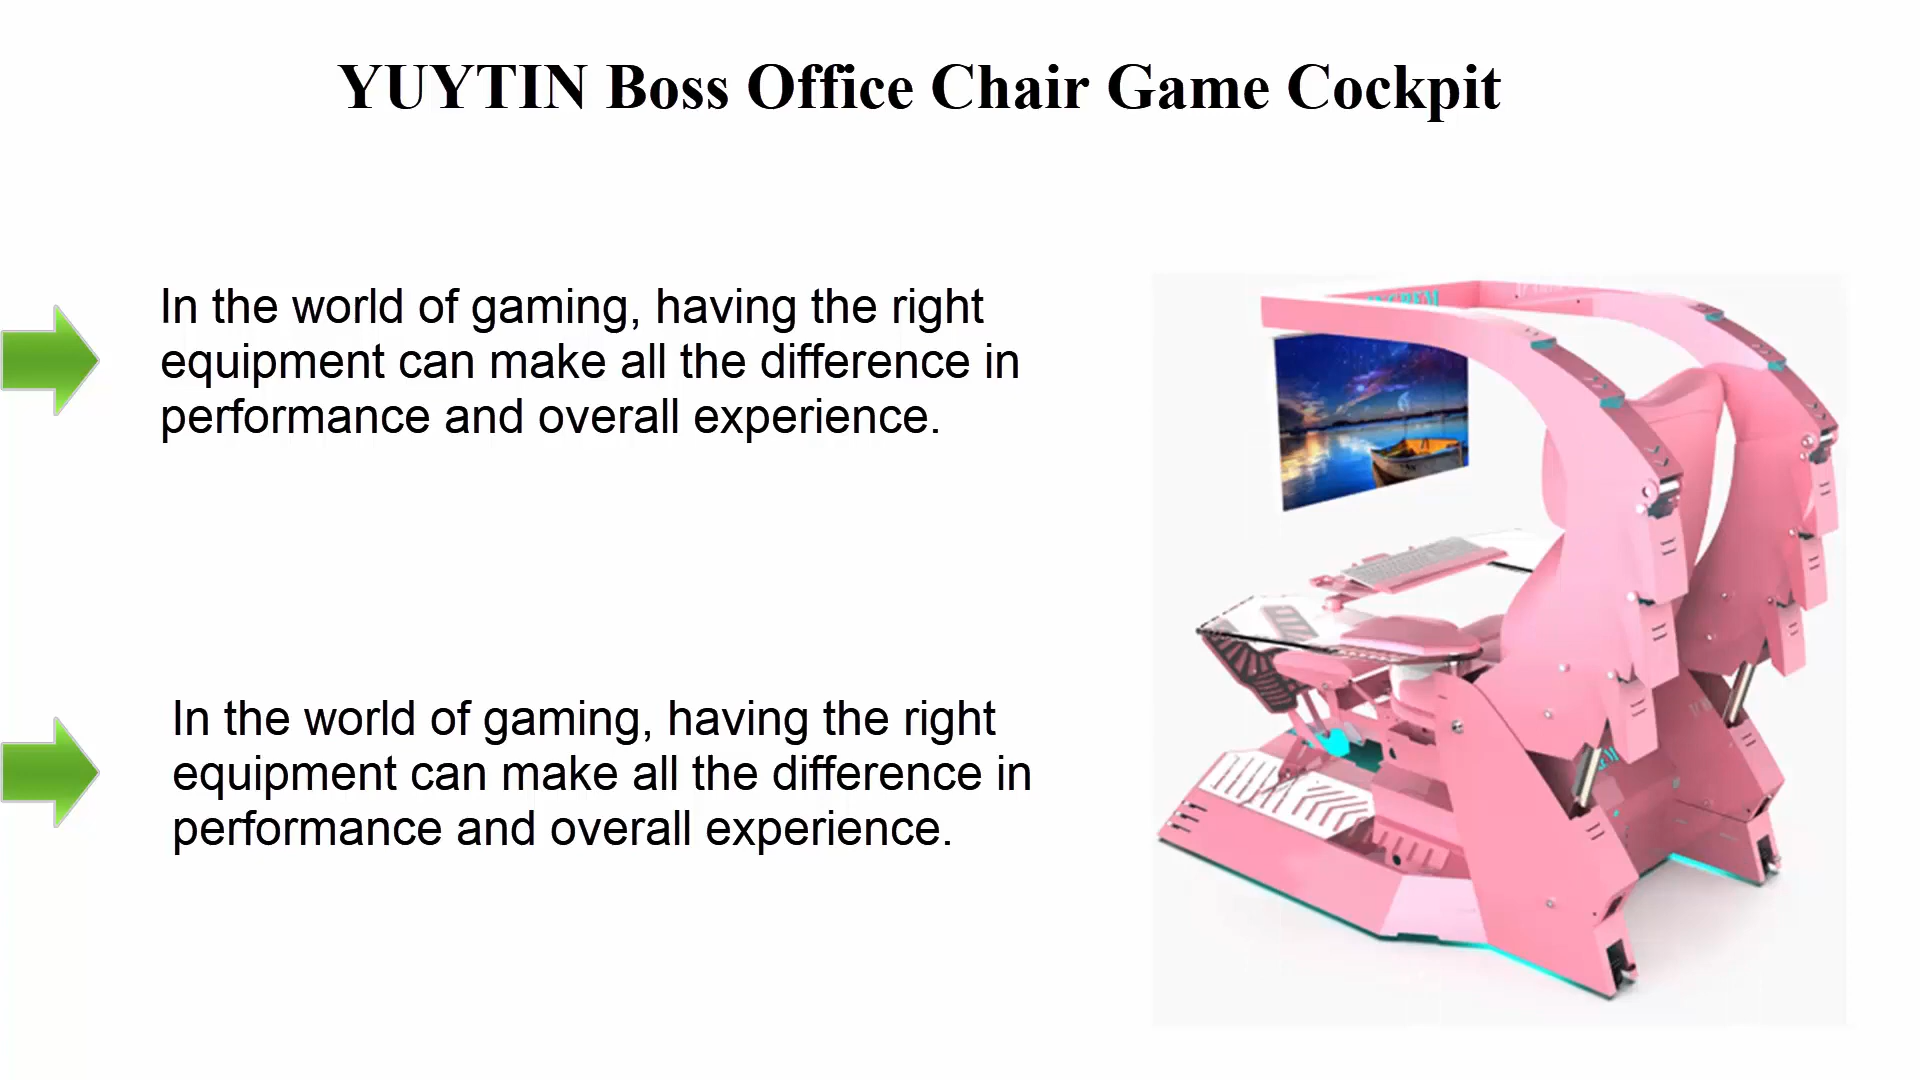 YUYTIN Boss Office Chair Game Cockpit
In the world of gaming, having the right
equipment can make all the difference in
performance and overall experience.
In the world of gaming, having the right
equipment can make all the difference in
performance and overall experience.